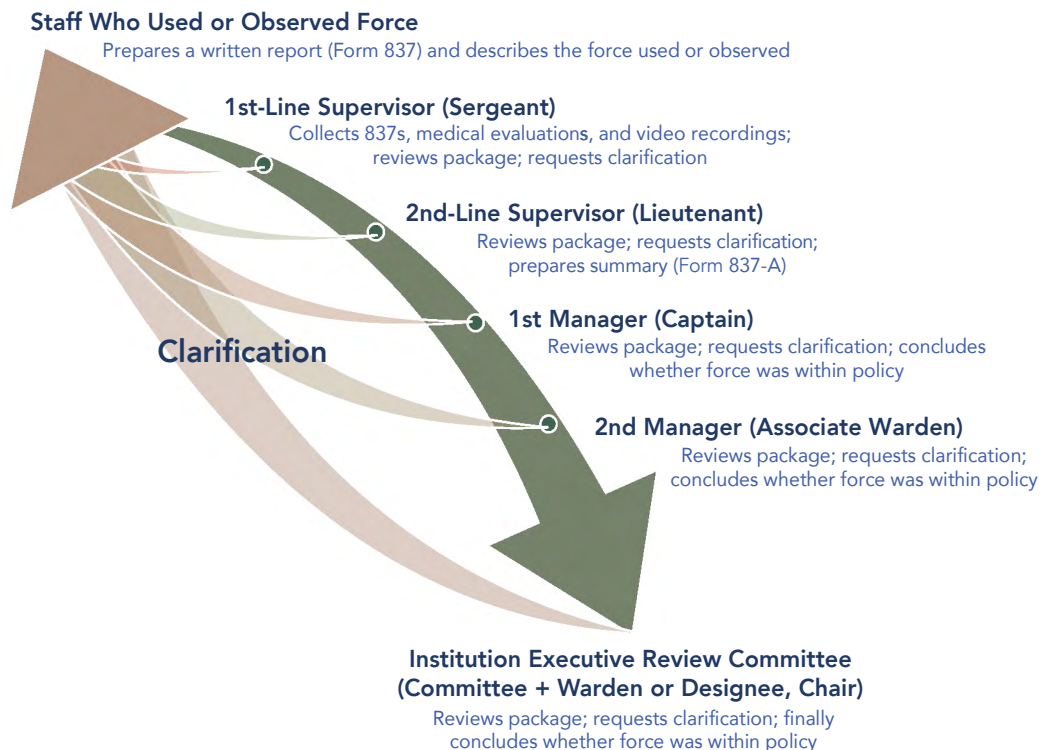 Staff Who Used or Observed Force
Prepares a written report (Form 837) and describes the force used or observed
1st-Line Supervisor (Sergeant)
Collects 837s, medical evaluations, and video recordings;
reviews package; requests clarification
2nd-Line Supervisor (Lieutenant)
Reviews package; requests clarification;
prepares summary (Form 837-A)
1st Manager (Captain)
Reviews package; requests clarification; concludes
whether force was within policy
Clarification
2nd Manager (Associate Warden)
Reviews package; requests clarification;
concludes whether force was within policy
Institution Executive Review Committee
(Committee + Warden or Designee, Chair)
Reviews package; requests clarification; finally
concludes whether force was within policy